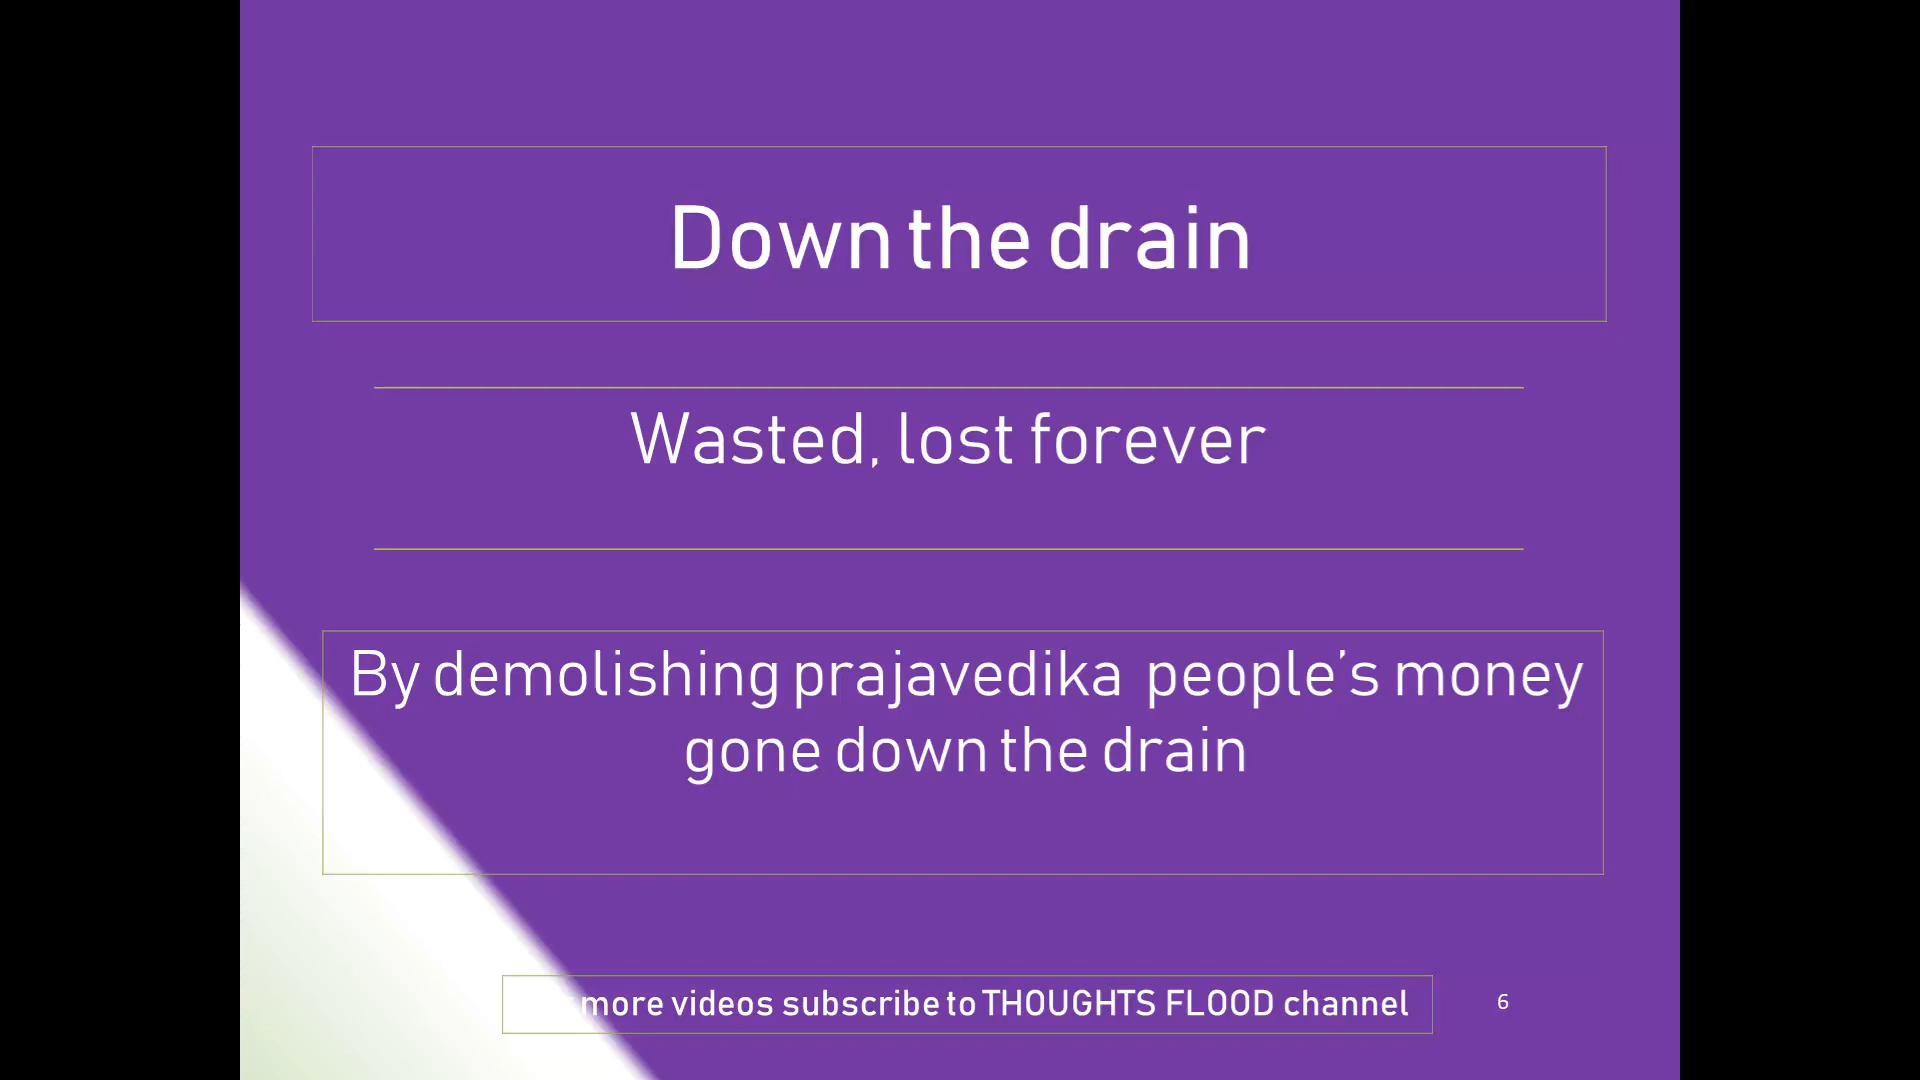 Down the drain
Wasted, lost forever
By demolishing prajavedika people's money
gone down the drain
more videos subscribe to THOUGHTS FLOOD channel
6